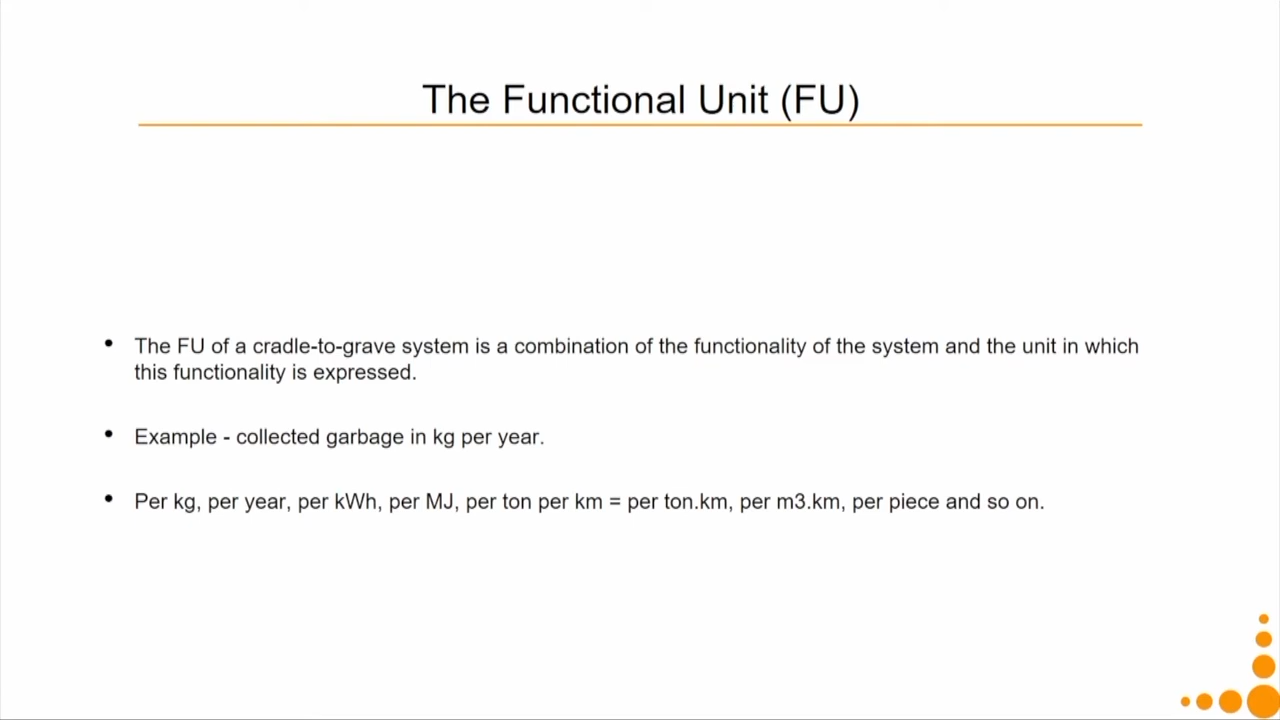 The Functional Unit (FU)
• The FU of a cradle-to-grave system is a combination of the functionality of the system and the unit in which
this functionality is expressed.
• Example - collected garbage in kg per year.
• Per kg, per year, per kWh, per MJ, per ton per km = per ton.km, per m3.km, per piece and so on.